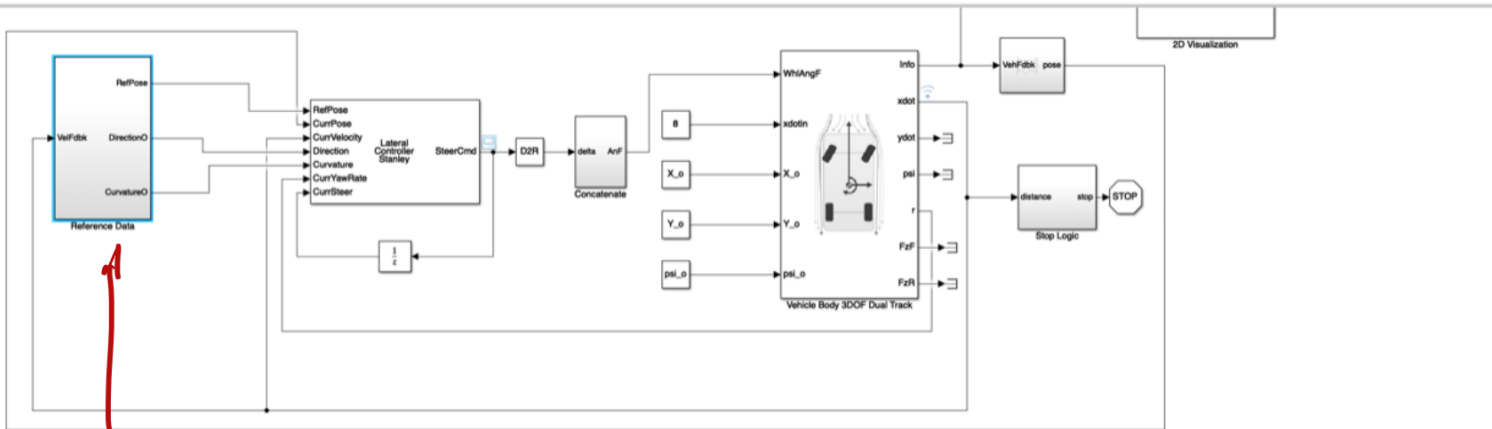 2D Visualization
RefPose
DirectionO
CurvatureO
VelFdbk
Reference Data
RefPose
CurrPose
CurrVelocity
Direction
Curvature
CurrYawRate
CurrSteer
Lateral
Controller
Stanley
SteerCmd
1
z
D2R
delta AnF
Concatenate
8
X_o
Y_o
psi_o
WhlAngF
xdotin
X_o
Y_o
psi_o
Info
xdot
ydot
psi
r
FzF
FzR
Vehicle Body 3DOF Dual Track
VehFdbk pose
distance stop
Stop Logic
STOP